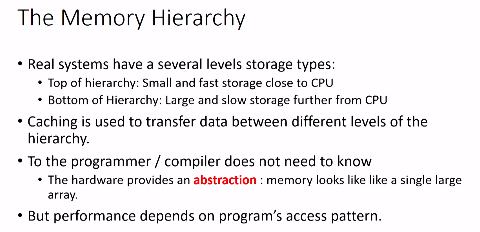 The Memory Hierarchy
• Real systems have a several levels storage types:
• Top of hierarchy: Small and fast storage close to CPU
• Bottom of Hierarchy: Large and slow storage further from CPU
• Caching is used to transfer data between different levels of the
hierarchy.
• To the programmer / compiler does not need to know
• The hardware provides an abstraction : memory looks like like a single large
array.
• But performance depends on program's access pattern.